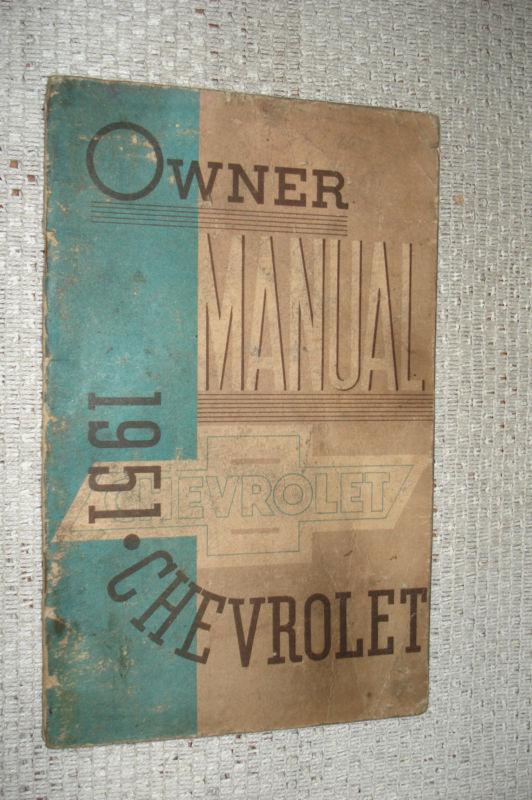 OWNER
MANUAL
1951 • CHEVROLET
CHEVROLET